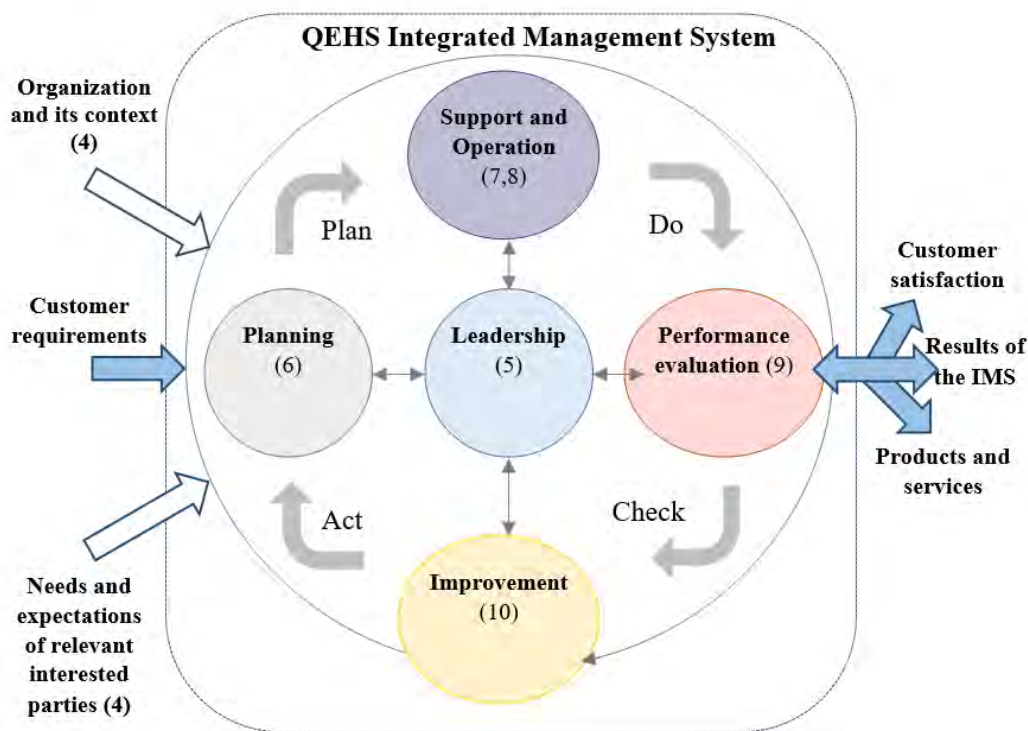 QEHS Integrated Management System
Organization
and its context
(4)
Customer
requirements
Needs and
expectations
of relevant
interested
parties (4)
Support and
Operation
(7,8)
Plan
Do
Planning
(6)
Leadership
(5)
Performance
evaluation (9)
Act
Check
Improvement
(10)
Customer
satisfaction
Results of
the IMS
Products and
services